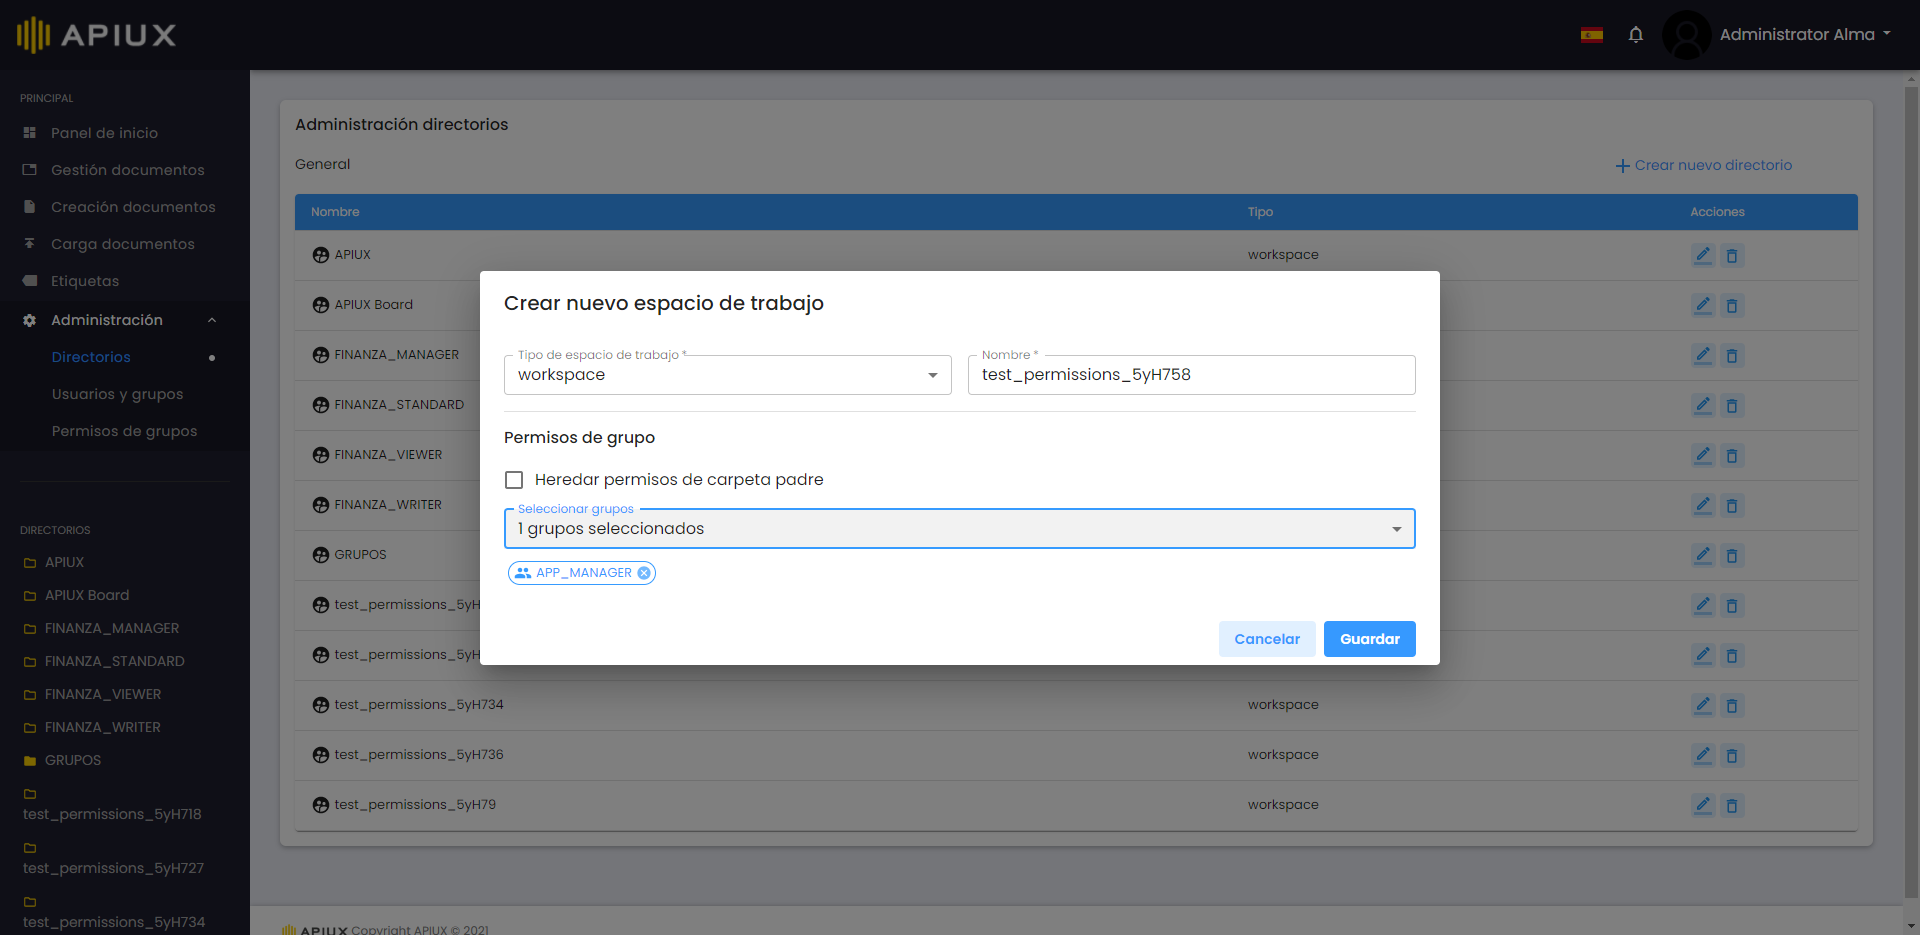 APIUX
Administrator Alma
PRINCIPAL
Panel de inicio
Gestión documentos
Creación documentos
Carga documentos
Etiquetas
Administración
Directorios
Usuarios y grupos
Permisos de grupos
DIRECTORIOS
APIUX
APIUX Board
FINANZA_MANAGER
FINANZA_STANDARD
FINANZA_VIEWER
FINANZA_WRITER
GRUPOS
test_permissions_5yH718
test_permissions_5yH727
test_permissions_5yH734
Administración directorios
General
Crear nuevo directorio
Nombre Tipo Acciones
APIUX workspace
APIUX Board
FINANZA_MANAGER
FINANZA_STANDARD
FINANZA_VIEWER
FINANZA_WRITER
GRUPOS
test_permissions_5yH
test_permissions_5yH
test_permissions_5yH734 workspace
test_permissions_5yH736 workspace
test_permissions_5yH79 workspace
Crear nuevo espacio de trabajo
Tipo de espacio de trabajo *
workspace
Nombre *
test_permissions_5yH758
Permisos de grupo
Heredar permisos de carpeta padre
Seleccionar grupos
1 grupos seleccionados
APP_MANAGER
Cancelar
Guardar
APIUX Copyright APIUX © 2021